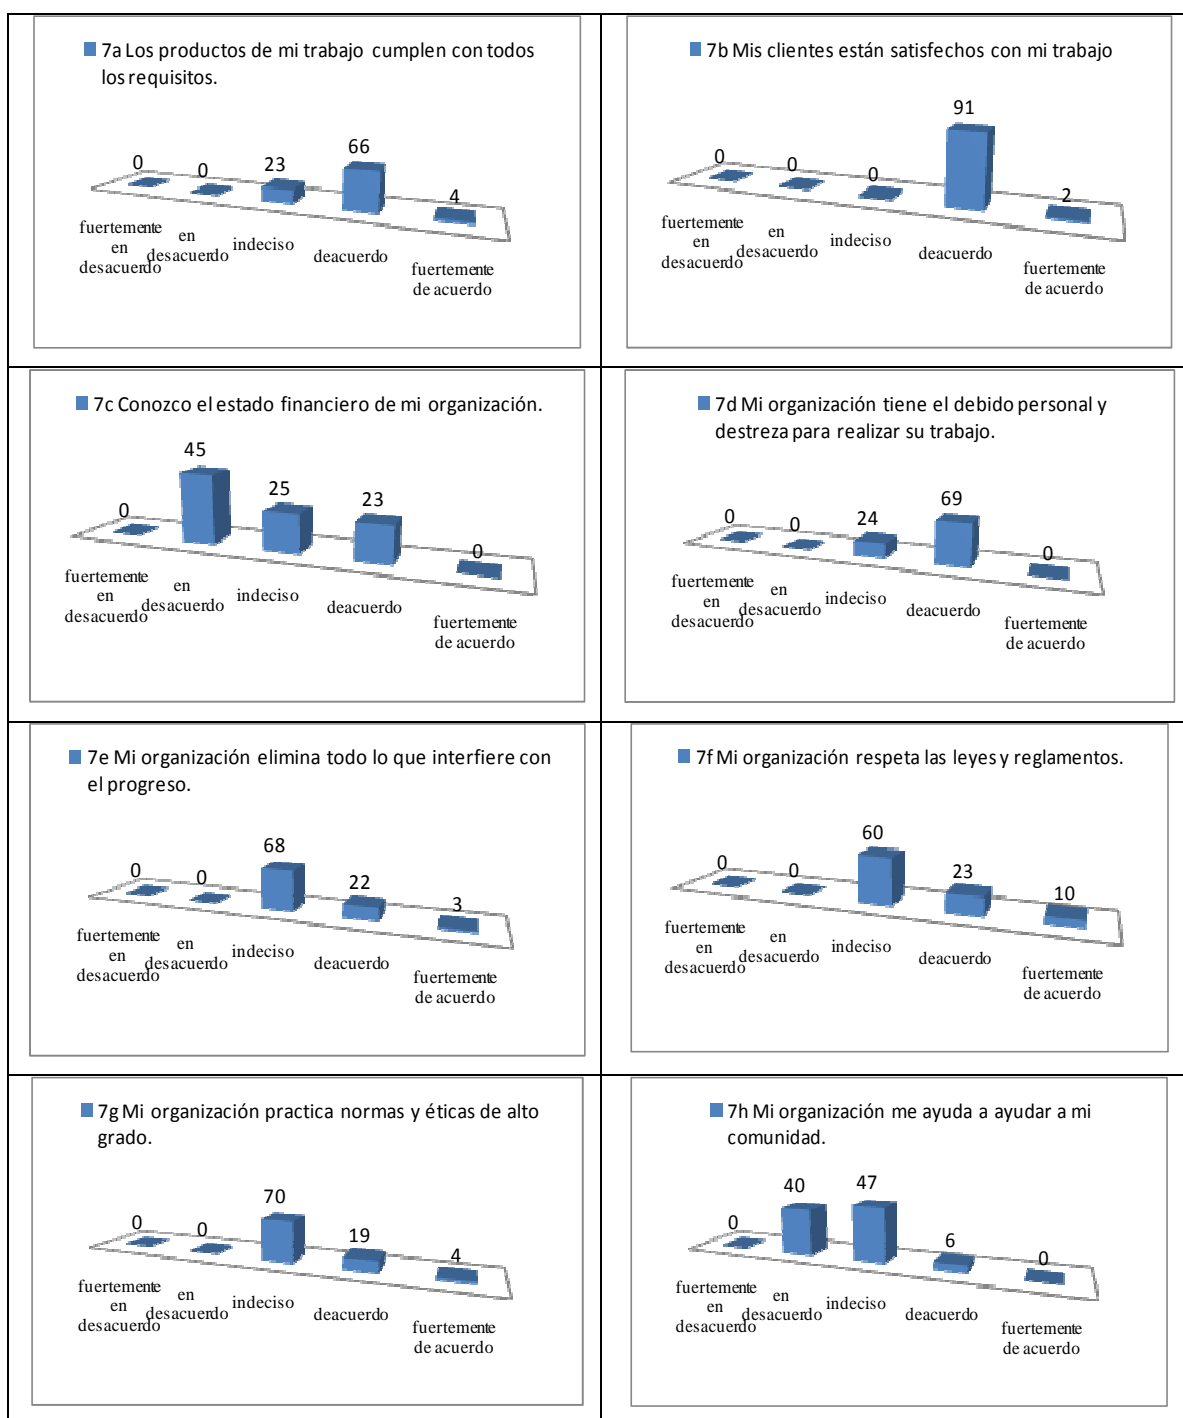 7a Los productos de mi trabajo cumplen con todos
los requisitos.
0
0
23
66
4
fuertemente
en
desacuerdo
en
desacuerdo
indeciso
deacuerdo
fuertemente
de acuerdo
7b Mis clientes están satisfechos con mi trabajo
0
0
0
91
2
fuertemente
en
desacuerdo
en
desacuerdo
indeciso
deacuerdo
fuertemente
de acuerdo
7c Conozco el estado financiero de mi organización.
0
45
25
23
0
fuertemente
en
desacuerdo
en
desacuerdo
indeciso
deacuerdo
fuertemente
de acuerdo
7d Mi organización tiene el debido personal y
destreza para realizar su trabajo.
0
0
24
69
0
fuertemente
en
desacuerdo
en
desacuerdo
indeciso
deacuerdo
fuertemente
de acuerdo
7e Mi organización elimina todo lo que interfiere con
el progreso.
0
0
68
22
3
fuertemente
en
desacuerdo
en
desacuerdo
indeciso
deacuerdo
fuertemente
de acuerdo
7f Mi organización respeta las leyes y reglamentos.
0
0
60
23
10
fuertemente
en
desacuerdo
en
desacuerdo
indeciso
deacuerdo
fuertemente
de acuerdo
7g Mi organización practica normas y éticas de alto
grado.
0
0
70
19
4
fuertemente
en
desacuerdo
en
desacuerdo
indeciso
deacuerdo
fuertemente
de acuerdo
7h Mi organización me ayuda a ayudar a mi
comunidad.
0
40
47
6
0
fuertemente
en
desacuerdo
en
desacuerdo
indeciso
deacuerdo
fuertemente
de acuerdo